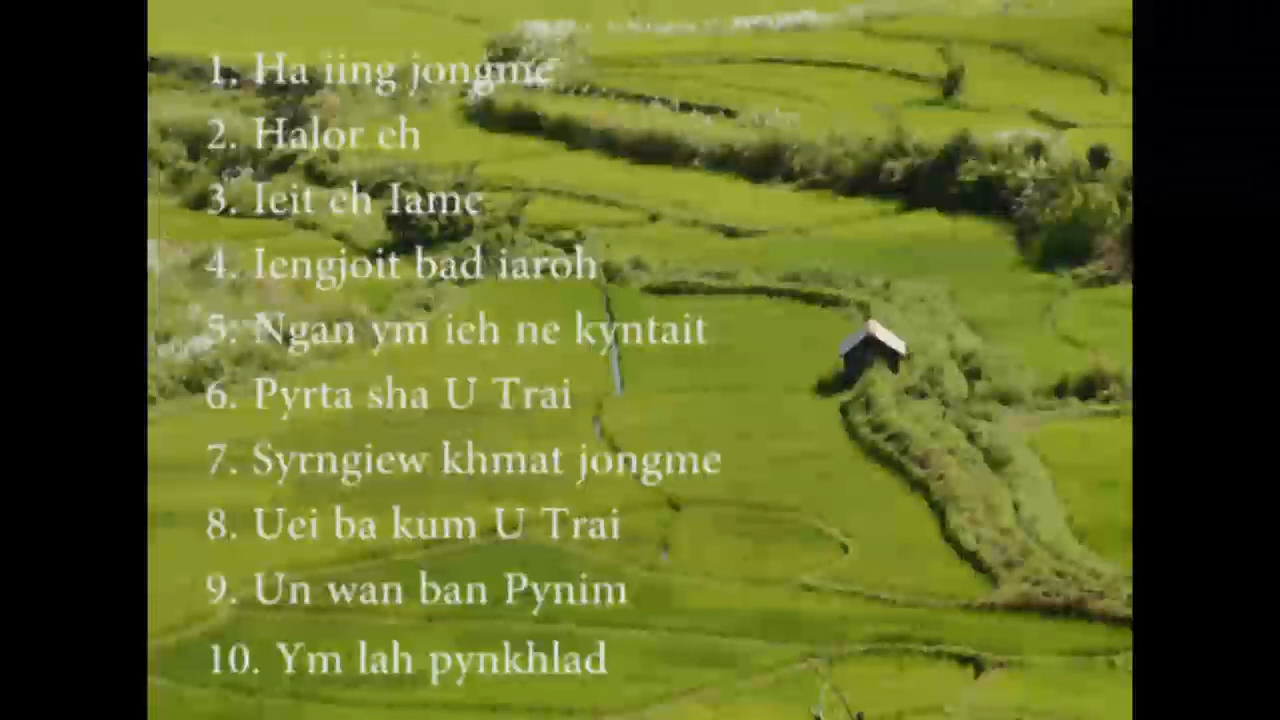 1. Ha iing jongme
2. Halor eh
3. Ieit eh Iame
4. Iengjoit bad iaroh
5. Ngan ym ieh ne kyntait
6. Pyrta sha U Trai
7. Syrngiew khmat jongme
8. Uei ba kum U Trai
9. Un wan ban Pynim
10. Ym lah pynkhlad